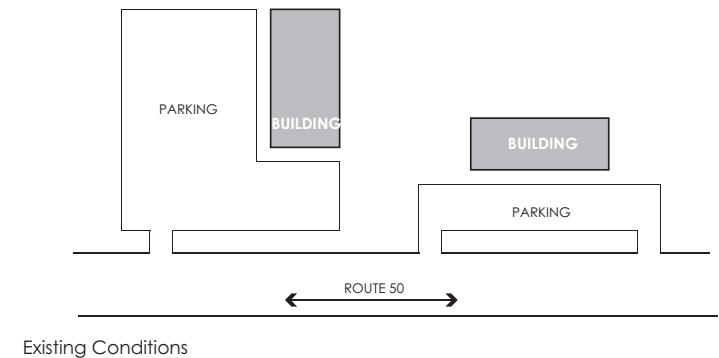 PARKING
BUILDING
BUILDING
PARKING
ROUTE 50
Existing Conditions